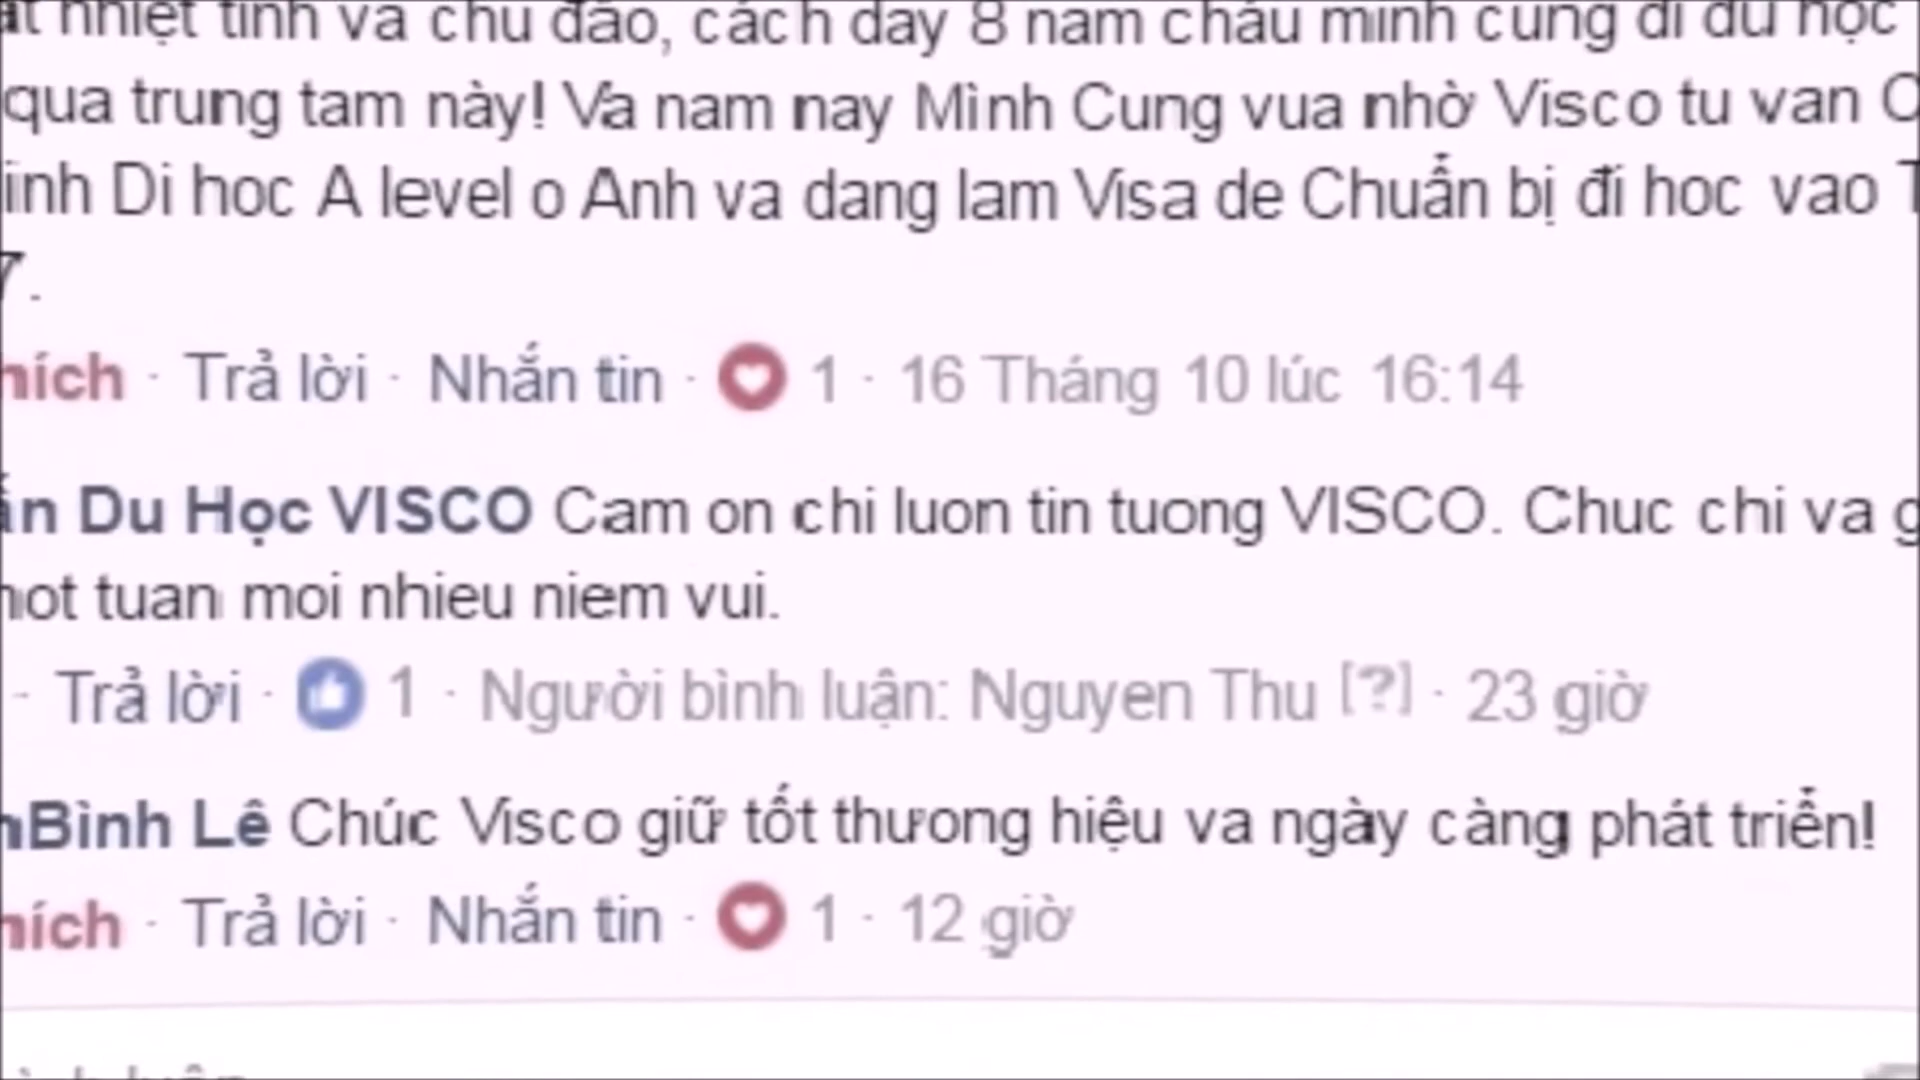 nhiệt tình và chu đáo, cách day 8 nam cháu mình cung di du học
qua trung tam này! Va nam nay Mình Cung vua nhờ Visco tu van
Di hoc A level o Anh va dang lam Visa de Chuẩn bị đi hoc vao
7.
· Trả lời · Nhắn tin · 1 · 16 Tháng 10 lúc 16:14
Du Học VISCO Cam on chi luon tin tuong VISCO. Chuc chi va
tuan moi nhieu niem vui.
· Trả lời · 1 · Người bình luận: Nguyen Thu [?] · 23 giờ
Bình Lê Chúc Visco giữ tốt thương hiệu va ngày càng phát triển!
· Trả lời · Nhắn tin · 1 · 12 giờ